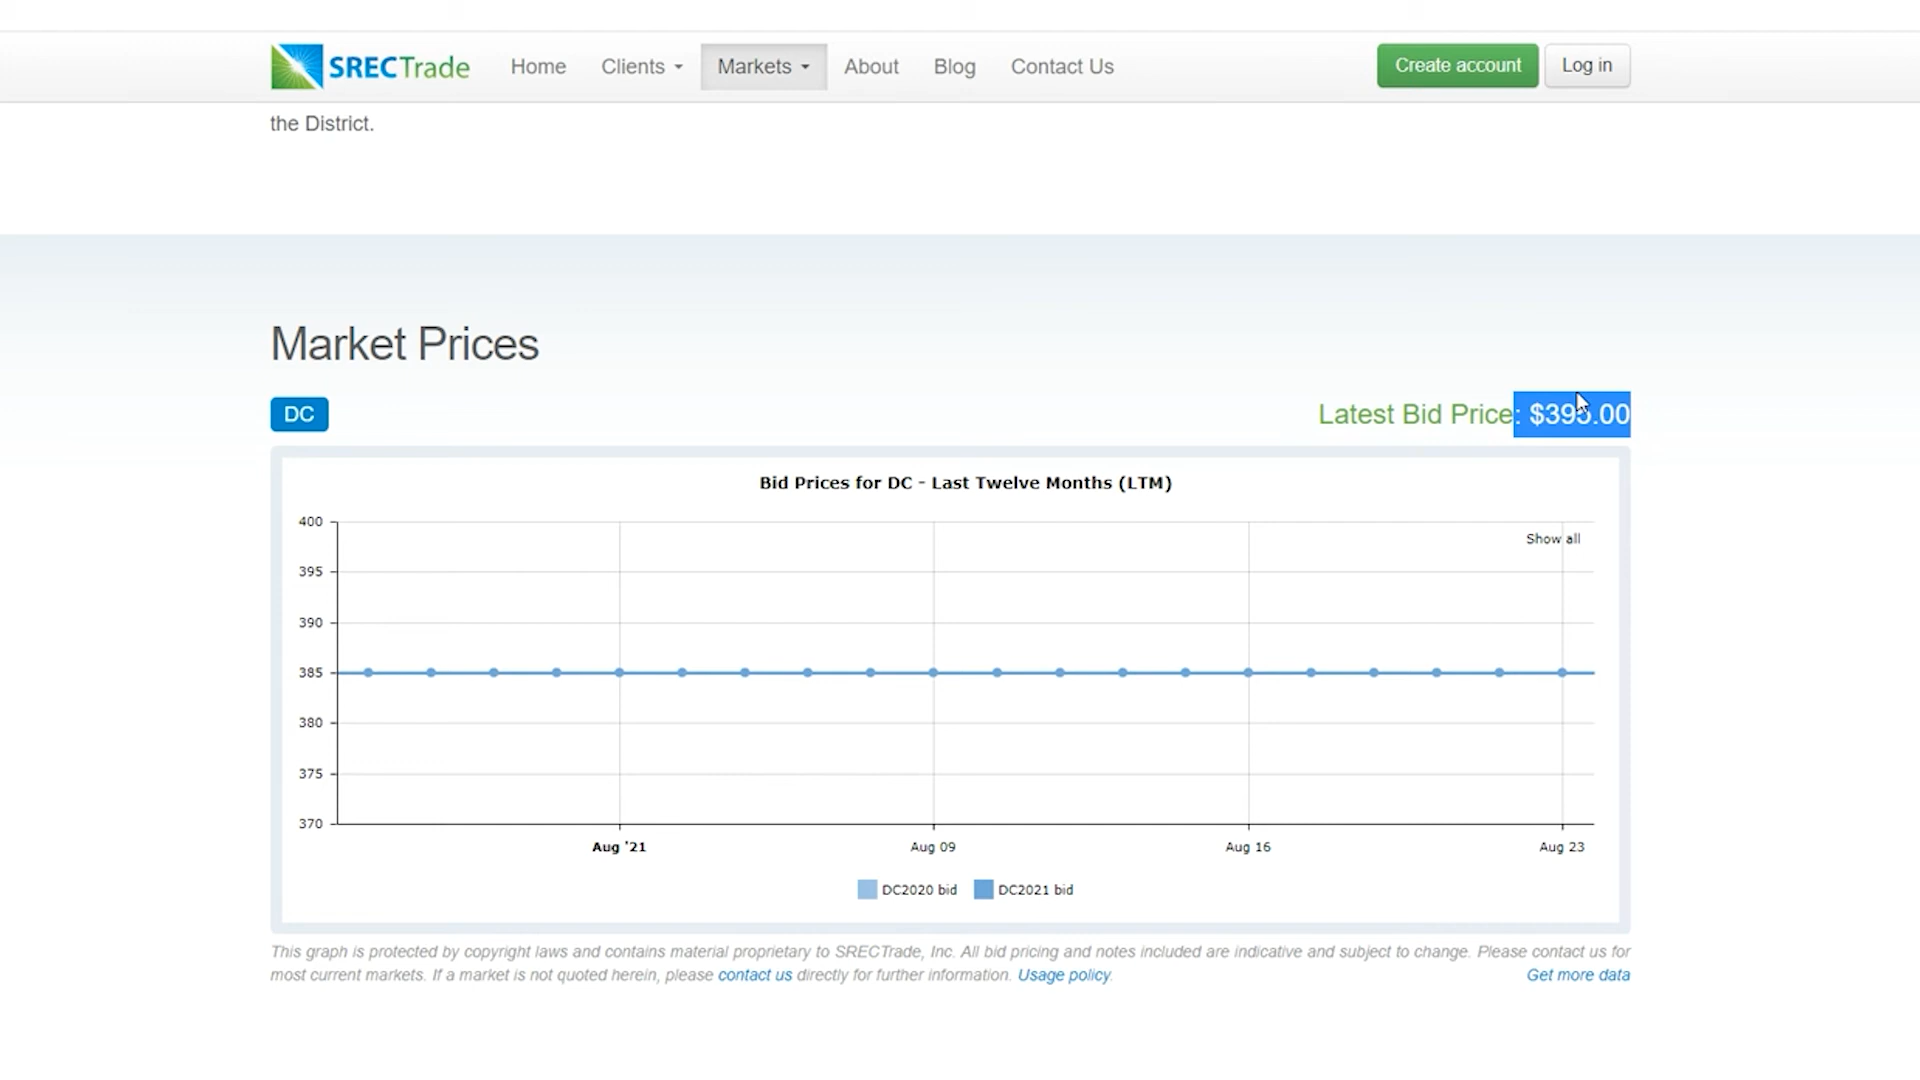 SRECTrade Home Clients Markets About Blog Contact Us Create account Log in
the District.
Market Prices
DC Latest Bid Price: $395.00
Bid Prices for DC - Last Twelve Months (LTM)
400
Show all
395
390
385
380
375
370
Aug '21 Aug 09 Aug 16 Aug 23
DC2020 bid DC2021 bid
This graph is protected by copyright laws and contains material proprietary to SRECTrade, Inc. All bid pricing and notes included are indicative and subject to change. Please contact us for
most current markets. If a market is not quoted herein, please contact us directly for further information. Usage policy. Get more data